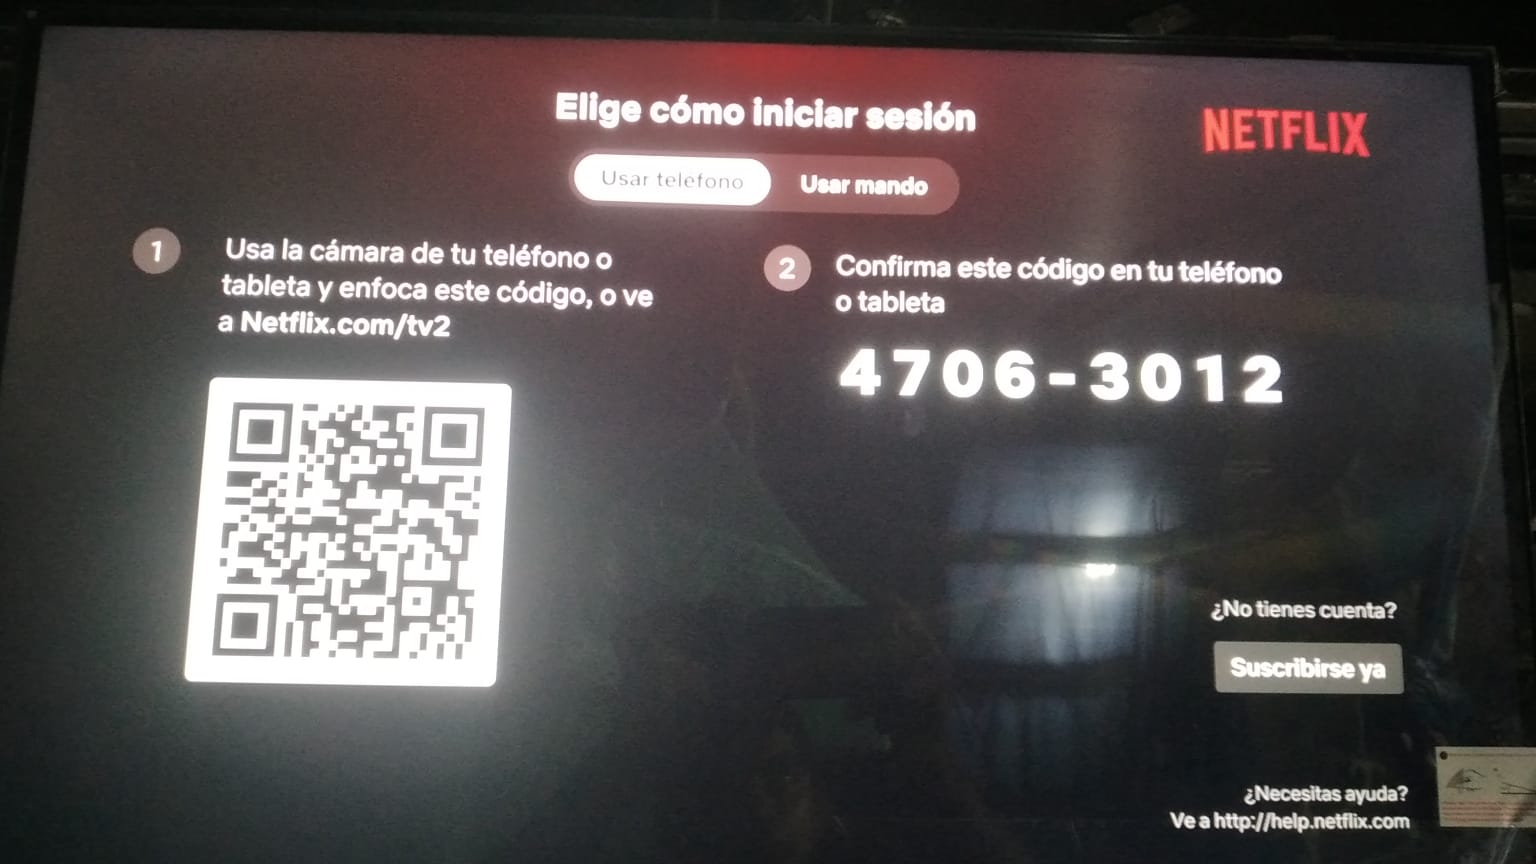 Elige cómo iniciar sesión
NETFLIX
Usar teléfono
Usar mando
1
Usa la cámara de tu teléfono o
tableta y enfoca este código, o ve
a Netflix.com/tv2
2
Confirma este código en tu teléfono
o tableta
4706-3012
¿No tienes cuenta?
Suscribirse ya
¿Necesitas ayuda?
Ve a http://help.netflix.com